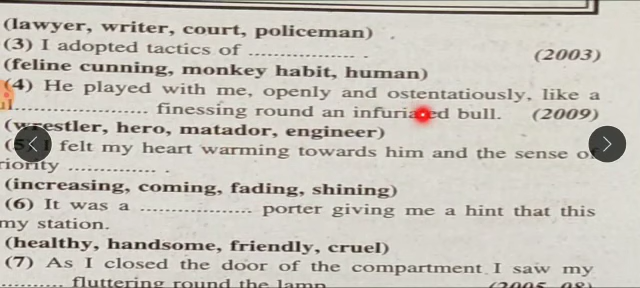 (lawyer, writer, court, policeman)
(3) I adopted tactics of ................. . (2003)
(feline cunning, monkey habit, human)
(4) He played with me, openly and ostentatiously, like a
.................... finessing round an infuriated bull. (2009)
(wrestler, hero, matador, engineer)
(5) I felt my heart warming towards him and the sense of
riority ............... .
(increasing, coming, fading, shining)
(6) It was a ................... porter giving me a hint that this
my station.
(healthy, handsome, friendly, cruel)
(7) As I closed the door of the compartment I saw my
.......... fluttering round the lamp (2005, 08)